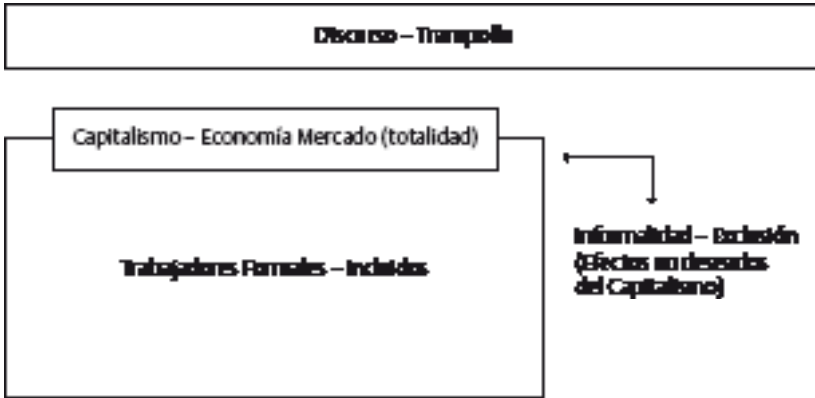 Discurso – Trampolín
Capitalismo – Economía Mercado (totalidad)
Trabajadores Formales – Incluidos
Informalidad – Exclusión
(Efectos no deseados
del Capitalismo)